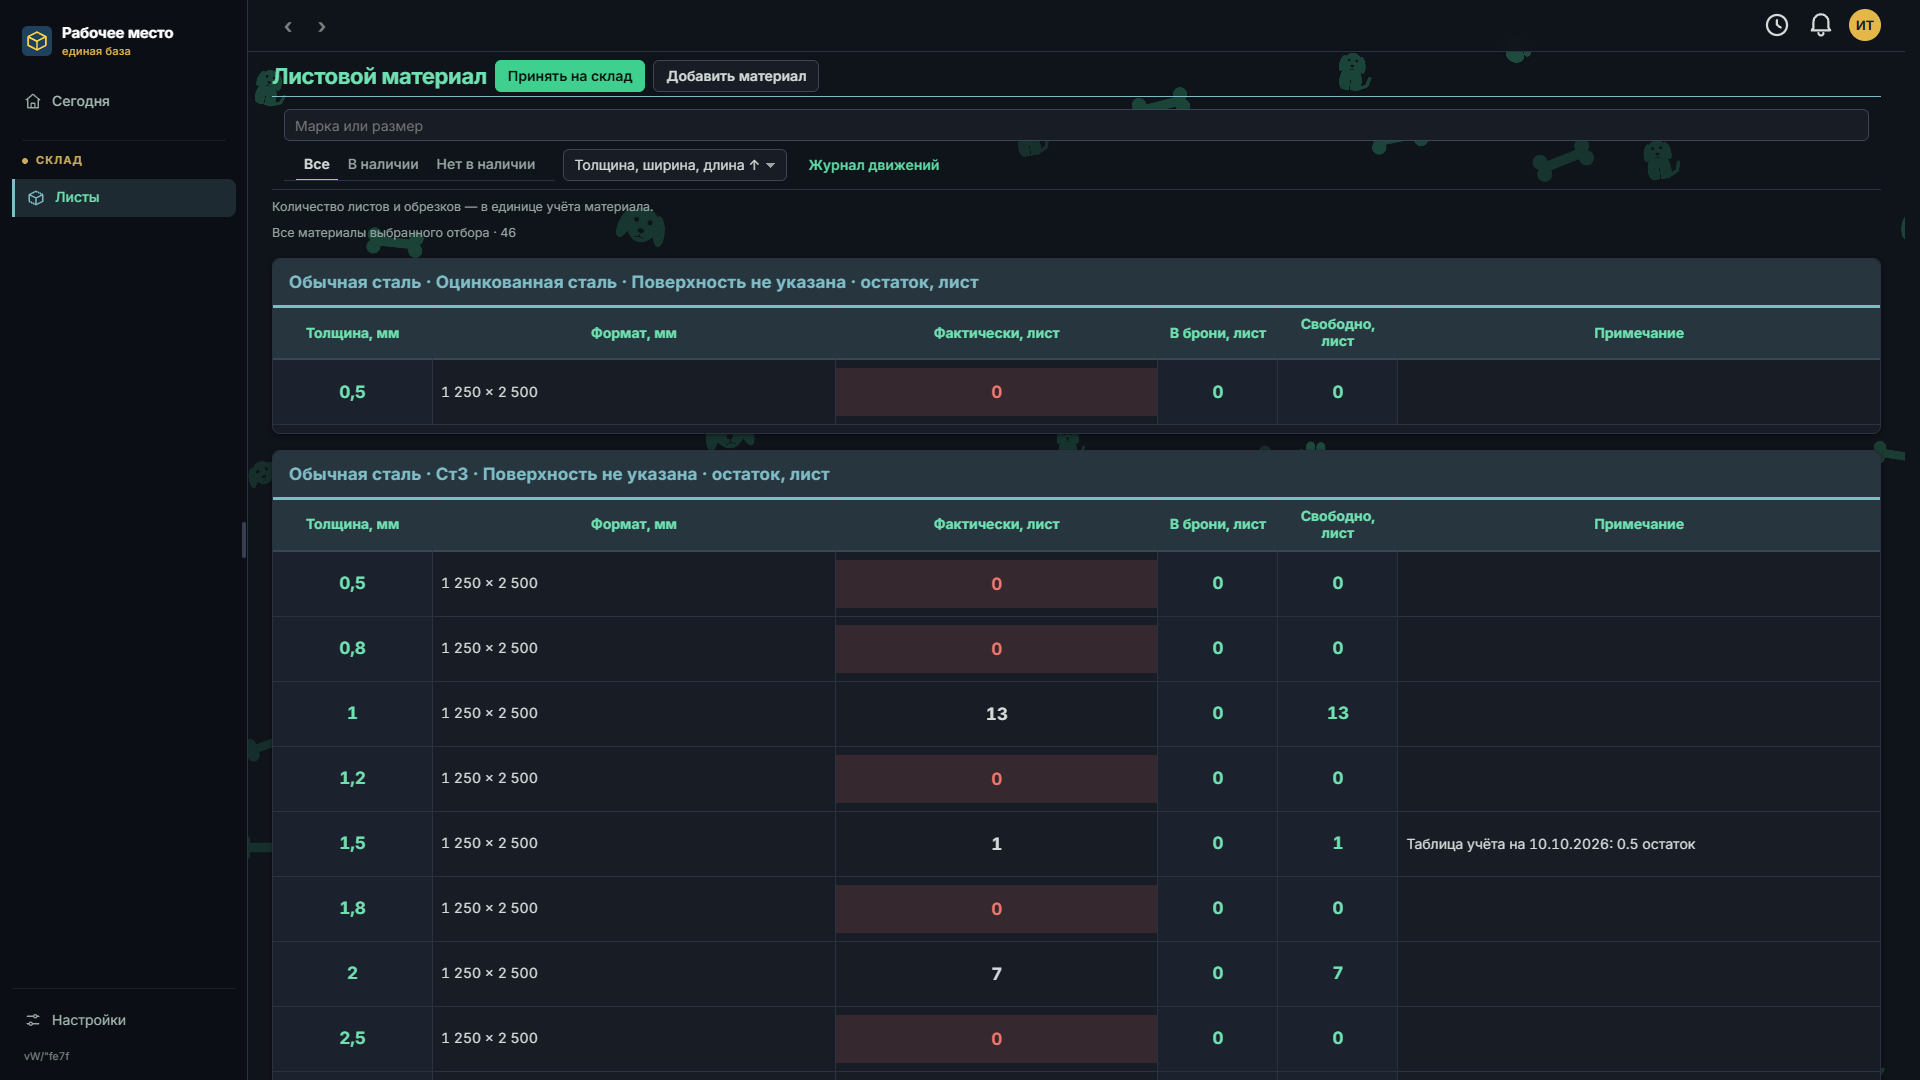 Рабочее место
единая база
Сегодня
СКЛАД
Листы
Настройки
vW/"fe7f
ИТ
Листовой материал
Принять на склад
Добавить материал
Марка или размер
Все
В наличии
Нет в наличии
Толщина, ширина, длина ↑
Журнал движений
Количество листов и обрезков — в единице учёта материала.
Все материалы выбранного отбора · 46
Обычная сталь · Оцинкованная сталь · Поверхность не указана · остаток, лист
Толщина, мм Формат, мм Фактически, лист В брони, лист Свободно, лист Примечание
0,5 1 250 × 2 500 0 0 0
Обычная сталь · Ст3 · Поверхность не указана · остаток, лист
Толщина, мм Формат, мм Фактически, лист В брони, лист Свободно, лист Примечание
0,5 1 250 × 2 500 0 0 0
0,8 1 250 × 2 500 0 0 0
1 1 250 × 2 500 13 0 13
1,2 1 250 × 2 500 0 0 0
1,5 1 250 × 2 500 1 0 1 Таблица учёта на 10.10.2026: 0.5 остаток
1,8 1 250 × 2 500 0 0 0
2 1 250 × 2 500 7 0 7
2,5 1 250 × 2 500 0 0 0